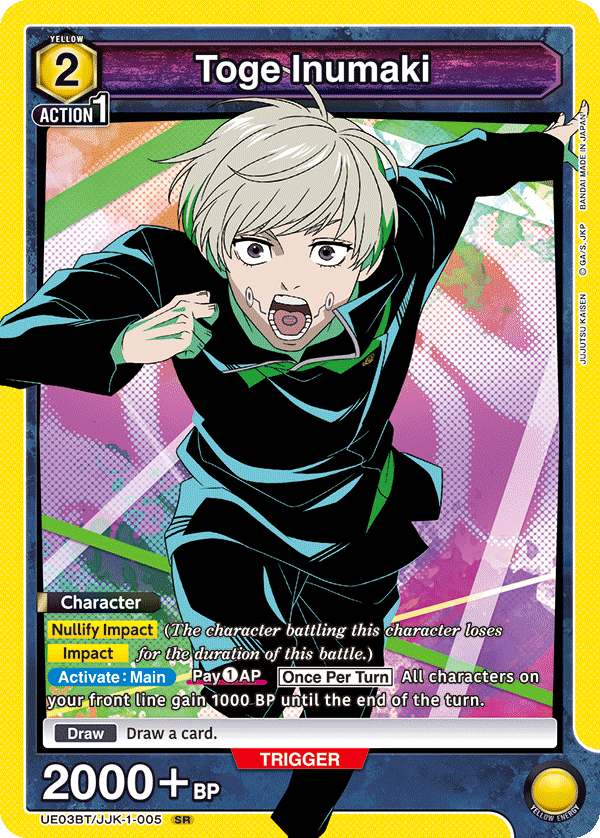 YELLOW
2
Toge Inumaki
ACTION 1
JUJUTSU KAISEN © GA/S, JKP BANDAI MADE IN JAPAN
Character
Nullify Impact (The character battling this character loses
Impact for the duration of this battle.)
Activate: Main Pay ① AP Once Per Turn All characters on
your front line gain 1000 BP until the end of the turn.
Draw Draw a card.
TRIGGER
2000+ BP
YELLOW ENERGY
UE03BT/JJK-1-005 SR